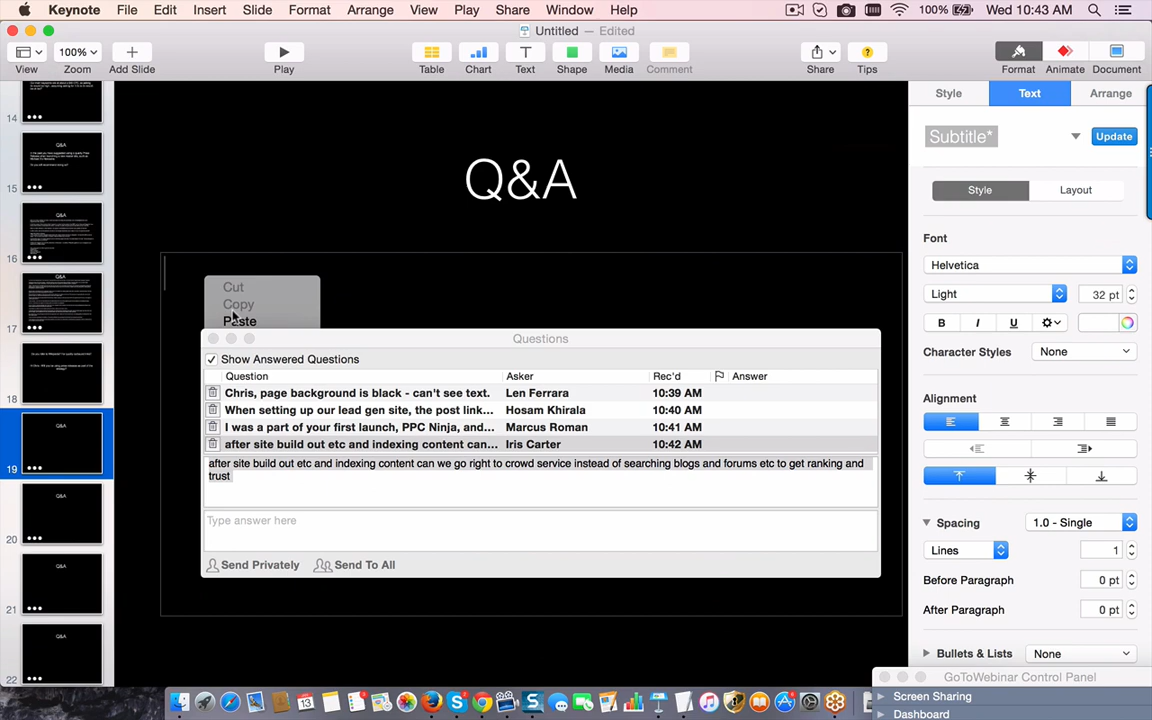 Keynote File Edit Insert Slide Format Arrange View Play Share Window Help 100% Wed 10:43 AM
Untitled — Edited
100%
View Zoom Add Slide Play Table Chart Text Shape Media Comment Share Tips Format Animate Document
Style Text Arrange
Subtitle* Update
Style Layout
Font
Helvetica
Light 32 pt
B I U
Character Styles None
Alignment
Spacing 1.0 - Single
Lines 1
Before Paragraph 0 pt
After Paragraph 0 pt
Bullets & Lists None
14
Q&A
15
Q&A
16
Q&A
17
18
Q&A
19
Q&A
20
Q&A
21
Q&A
22
Q&A
Cut
Copy
Paste
Questions
Show Answered Questions
Question Asker Rec'd Answer
Chris, page background is black - can't see text. Len Ferrara 10:39 AM
When setting up our lead gen site, the post link... Hosam Khirala 10:40 AM
I was a part of your first launch, PPC Ninja, and... Marcus Roman 10:41 AM
after site build out etc and indexing content can... Iris Carter 10:42 AM
after site build out etc and indexing content can we go right to crowd service instead of searching blogs and forums etc to get ranking and
trust
Type answer here
Send Privately Send To All
GoToWebinar Control Panel
Screen Sharing
Dashboard
13